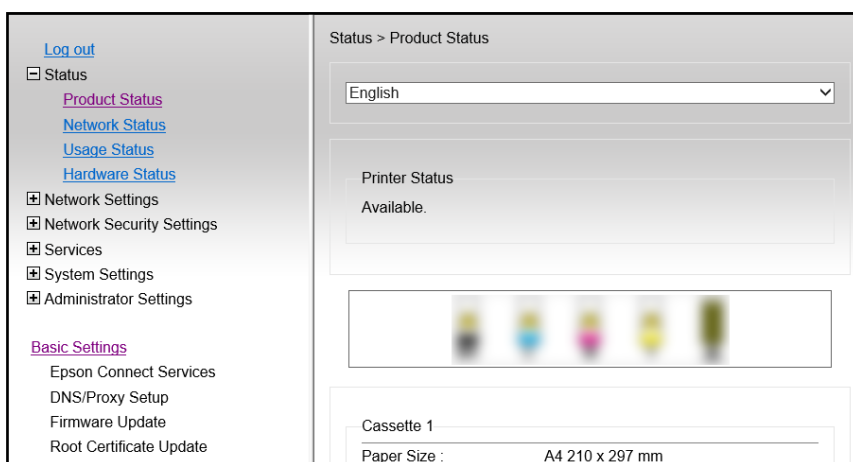 Log out
Status
Product Status
Network Status
Usage Status
Hardware Status
Network Settings
Network Security Settings
Services
System Settings
Administrator Settings
Basic Settings
Epson Connect Services
DNS/Proxy Setup
Firmware Update
Root Certificate Update
Status > Product Status
English
Printer Status
Available.
Cassette 1
Paper Size : A4 210 x 297 mm